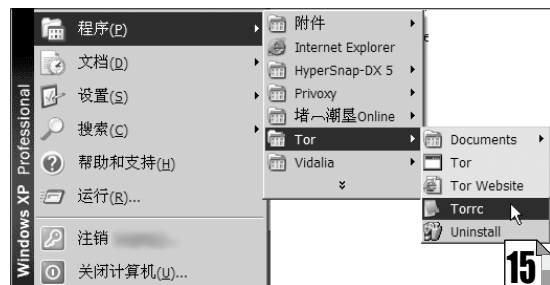 Windows XP Professional
程序(P)
文档(D)
设置(S)
搜索(C)
帮助和支持(H)
运行(R)...
注销
关闭计算机(U)...
附件
Internet Explorer
HyperSnap-DX 5
Privoxy
Online
Tor
Vidalia
Documents
Tor
Tor Website
Torrc
Uninstall
15